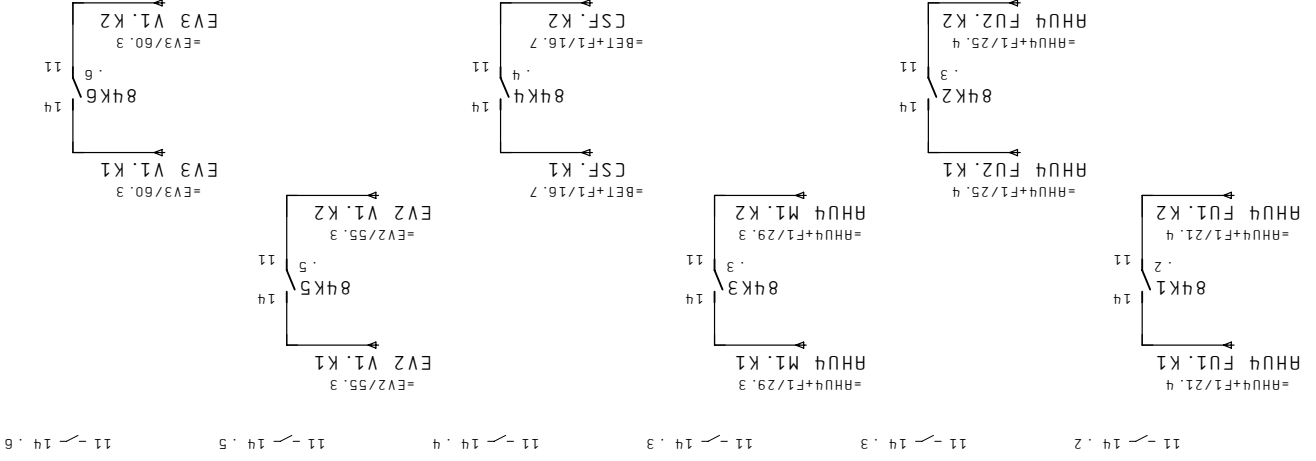 11 14 .2
11 14 .3
11 14 .3
11 14 .4
11 14 .5
11 14 .6
=AHU4+F1/21.4
AHU4 FU1.K1
14
84K1
.2
11
=AHU4+F1/21.4
AHU4 FU1.K2
=AHU4+F1/25.4
AHU4 FU2.K1
14
84K2
.3
11
=AHU4+F1/25.4
AHU4 FU2.K2
=AHU4+F1/29.3
AHU4 M1.K1
14
84K3
.3
11
=AHU4+F1/29.3
AHU4 M1.K2
=BET+F1/16.7
CSF.K1
14
84K4
.4
11
=BET+F1/16.7
CSF.K2
=EV2/55.3
EV2 V1.K1
14
84K5
.5
11
=EV2/55.3
EV2 V1.K2
=EV3/60.3
EV3 V1.K1
14
84K6
.6
11
=EV3/60.3
EV3 V1.K2